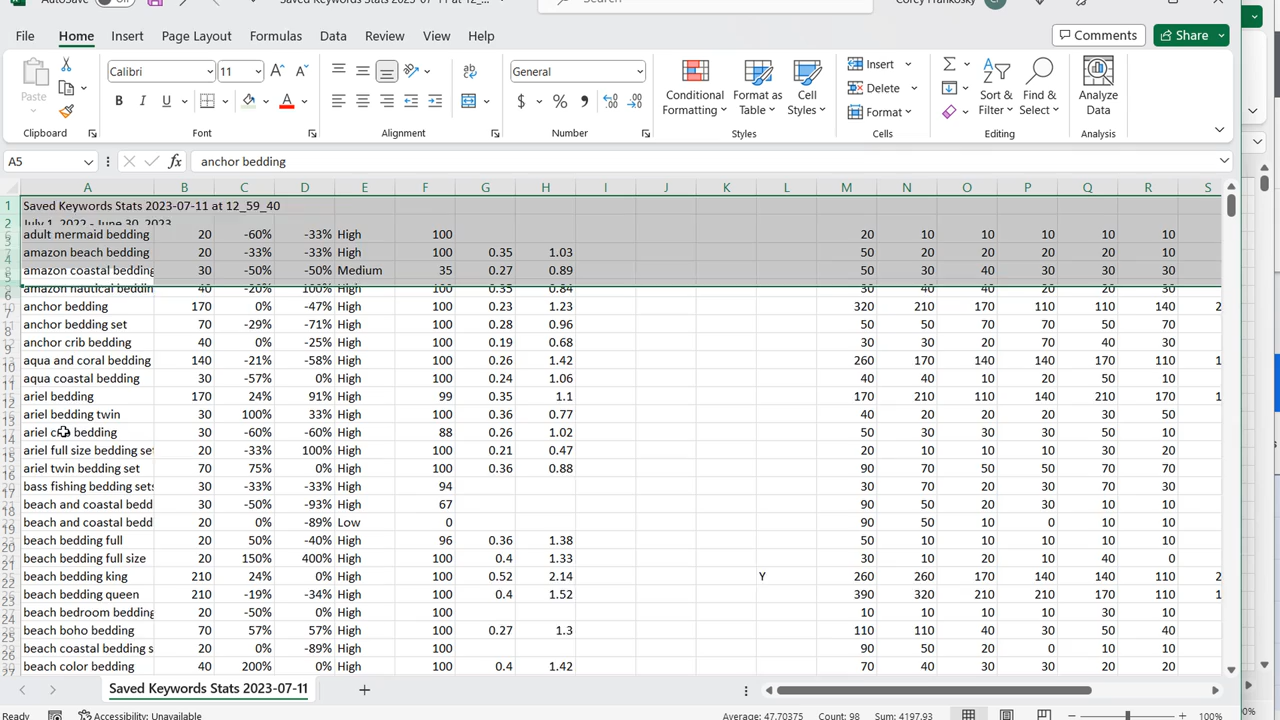 AutoSave Off Saved Keywords Stats 2023-07-11 at 12_59_4... Search Corey Frankosky CF
File Home Insert Page Layout Formulas Data Review View Help Comments Share
Paste Calibri 11 B I U General $ % Conditional Formatting Format as Table Cell Styles Insert Delete Format Sort & Filter Find & Select Analyze Data
Clipboard Font Alignment Number Styles Cells Editing Analysis
A5 fx anchor bedding
A B C D E F G H I J K L M N O P Q R S
1 Saved Keywords Stats 2023-07-11 at 12_59_40
2 July 1, 2022 - June 30, 2023
adult mermaid bedding 20 -60% -33% High 100 20 10 10 10 10 10
amazon beach bedding 20 -33% -33% High 100 0.35 1.03 50 20 20 10 10 10
amazon coastal bedding 30 -50% -50% Medium 35 0.27 0.89 50 30 40 30 30 30
amazon nautical beddin 40 -20% 100% High 100 0.35 0.84 30 40 40 20 20 30
anchor bedding 170 0% -47% High 100 0.23 1.23 320 210 170 110 110 140 2
anchor bedding set 70 -29% -71% High 100 0.28 0.96 50 50 70 70 50 70
anchor crib bedding 40 0% -25% High 100 0.19 0.68 30 30 20 70 40 30
aqua and coral bedding 140 -21% -58% High 100 0.26 1.42 260 170 140 140 170 110 1
aqua coastal bedding 30 -57% 0% High 100 0.24 1.06 40 40 10 20 50 10
ariel bedding 170 24% 91% High 99 0.35 1.1 170 210 110 140 210 170 1
ariel bedding twin 30 100% 33% High 100 0.36 0.77 40 20 20 10 30 50
ariel crib bedding 30 -60% -60% High 88 0.26 1.02 50 30 30 30 50 10
ariel full size bedding se 20 -33% 100% High 100 0.21 0.47 20 10 10 10 30 20
ariel twin bedding set 70 75% 0% High 100 0.36 0.88 90 70 50 50 70 70
bass fishing bedding sets 30 -33% -33% High 94 30 70 20 30 70 30
beach and coastal bedd 30 -50% -93% High 67 90 50 20 10 10 10
beach and coastal bedd 20 0% -89% Low 0 90 50 10 0 10 10
beach bedding full 20 50% -40% High 96 0.36 1.38 50 10 10 20 10 10
beach bedding full size 20 150% 400% High 100 0.4 1.33 30 10 20 10 40 0
beach bedding king 210 24% 0% High 100 0.52 2.14 Y 260 260 170 140 140 110 2
beach bedding queen 210 -19% -34% High 100 0.4 1.52 390 320 210 210 170 110 1
beach bedroom bedding 20 -50% 0% High 100 10 10 10 10 30 10
beach boho bedding 70 57% 57% High 100 0.27 1.3 110 110 40 30 50 40
beach coastal bedding s 20 0% -89% High 100 90 50 20 0 10 10
beach color bedding 40 200% 0% High 100 0.4 1.42 70 40 30 30 20 20
Saved Keywords Stats 2023-07-11
Ready Accessibility: Unavailable Average: 47.70375 Count: 98 Sum: 4197.93 100%